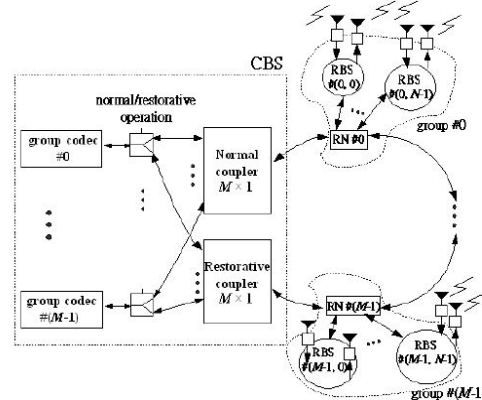 CBS
normal/restorative
operation
group codec
#0
Normal
coupler
M × 1
group codec
#(M-1)
Restorative
coupler
M × 1
RBS
#(0, 0)
RBS
#(0, N-1)
RN #0
group #0
RN #(M-1)
RBS
#(M-1, 0)
RBS
#(M-1, N-1)
group #(M-1